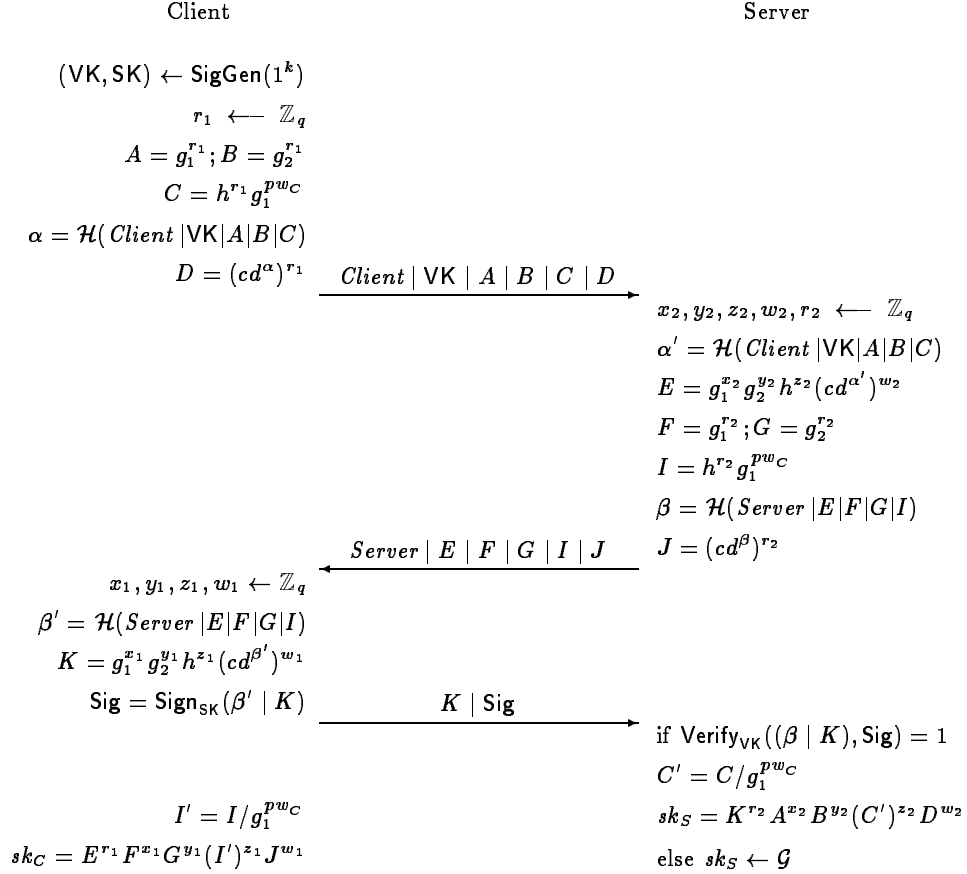 Client Server
(VK, SK) ← SigGen(1^k)
r_1 ← ℤ_q
A = g_1^{r_1}; B = g_2^{r_1}
C = h^{r_1} g_1^{pw_C}
α = ℋ(Client |VK|A|B|C)
D = (cd^α)^{r_1}
Client | VK | A | B | C | D
x_2, y_2, z_2, w_2, r_2 ← ℤ_q
α' = ℋ(Client |VK|A|B|C)
E = g_1^{x_2} g_2^{y_2} h^{z_2} (cd^{α'})^{w_2}
F = g_1^{r_2}; G = g_2^{r_2}
I = h^{r_2} g_1^{pw_C}
β = ℋ(Server |E|F|G|I)
J = (cd^β)^{r_2}
Server | E | F | G | I | J
x_1, y_1, z_1, w_1 ← ℤ_q
β' = ℋ(Server |E|F|G|I)
K = g_1^{x_1} g_2^{y_1} h^{z_1} (cd^{β'})^{w_1}
Sig = Sign_{SK}(β' | K)
K | Sig
if Verify_{VK}((β | K), Sig) = 1
C' = C/g_1^{pw_C}
I' = I/g_1^{pw_C}
sk_S = K^{r_2} A^{x_2} B^{y_2} (C')^{z_2} D^{w_2}
sk_C = E^{r_1} F^{x_1} G^{y_1} (I')^{z_1} J^{w_1}
else sk_S ← 𝒢